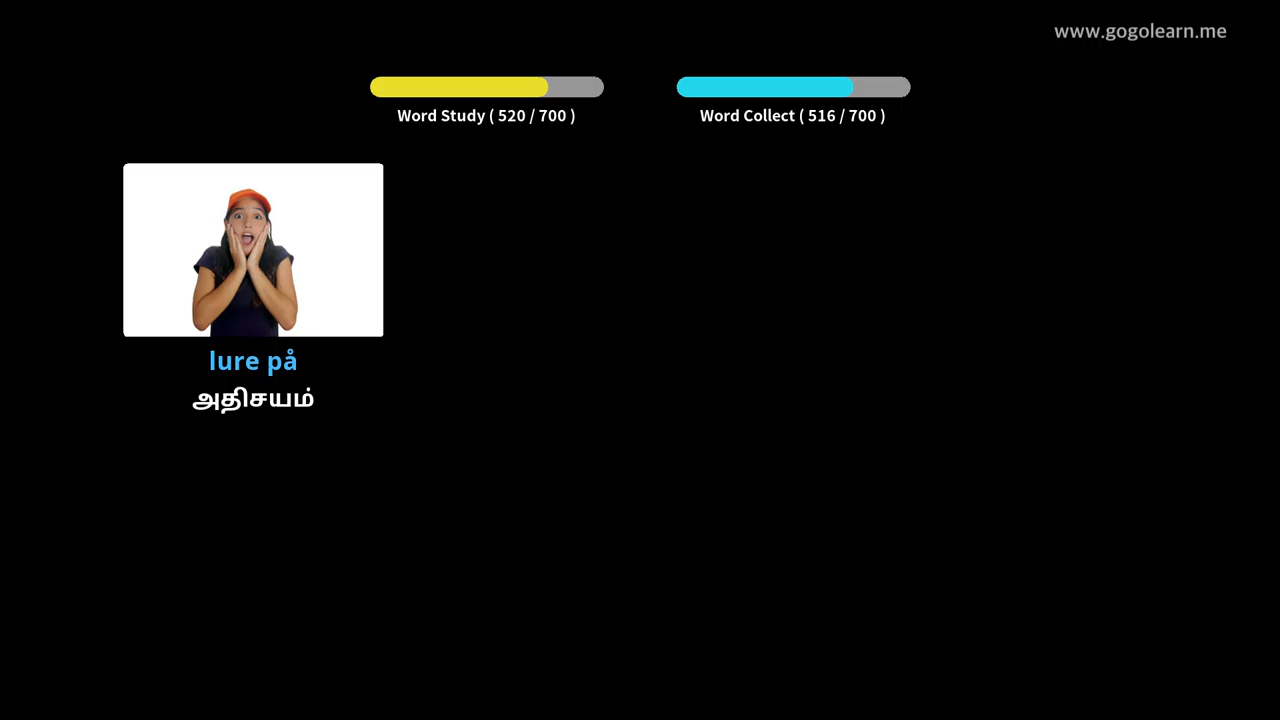 www.gogolearn.me
Word Study ( 520 / 700 )
Word Collect ( 516 / 700 )
lure på
அதிசயம்